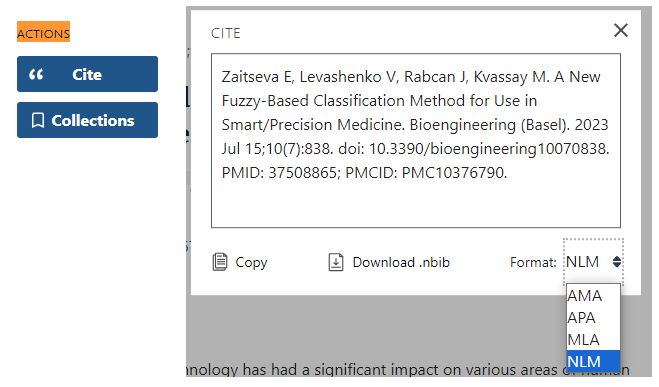 ACTIONS
Cite
Collections
CITE
Zaitseva E, Levashenko V, Rabcan J, Kvassay M. A New
Fuzzy-Based Classification Method for Use in
Smart/Precision Medicine. Bioengineering (Basel). 2023
Jul 15;10(7):838. doi: 10.3390/bioengineering10070838.
PMID: 37508865; PMCID: PMC10376790.
Copy
Download .nbib
Format: NLM
AMA
APA
MLA
NLM
has had a significant impact on various areas of human